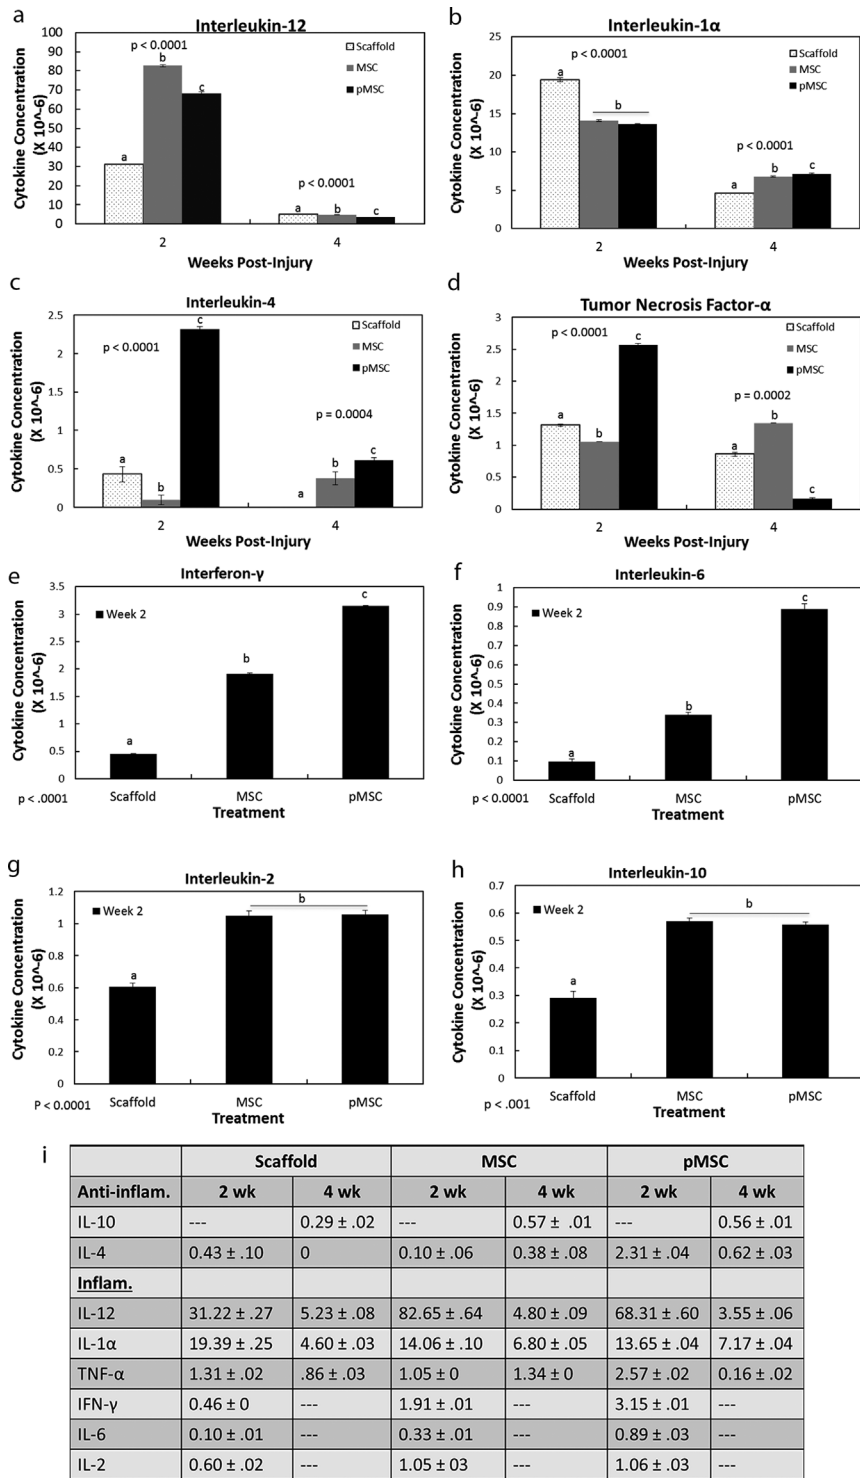 a
Interleukin-12
Cytokine Concentration
(X 10^-6)
100
90
80
70
60
50
40
30
20
10
0
p < 0.0001
a
b
c
p < 0.0001
a
b
c
Scaffold
MSC
pMSC
2
4
Weeks Post-Injury
b
Interleukin-1α
Cytokine Concentration
(X 10^-6)
25
20
15
10
5
0
p < 0.0001
a
b
p < 0.0001
a
b
c
Scaffold
MSC
pMSC
2
4
Weeks Post-Injury
c
Interleukin-4
Cytokine Concentration
(X 10^-6)
2.5
2
1.5
1
0.5
0
p < 0.0001
a
b
c
p = 0.0004
a
b
c
Scaffold
MSC
pMSC
2
4
Weeks Post-Injury
d
Tumor Necrosis Factor-α
Cytokine Concentration
(X 10^-6)
3
2.5
2
1.5
1
0.5
0
p < 0.0001
a
b
c
p = 0.0002
a
b
c
Scaffold
MSC
pMSC
2
4
Weeks Post-Injury
e
Interferon-γ
Cytokine Concentration
(X 10^-6)
3.5
3
2.5
2
1.5
1
0.5
0
Week 2
a
b
c
Scaffold MSC pMSC
p < .0001
Treatment
f
Interleukin-6
Cytokine Concentration
(X 10^-6)
1
0.9
0.8
0.7
0.6
0.5
0.4
0.3
0.2
0.1
0
Week 2
a
b
c
Scaffold MSC pMSC
p < 0.0001
Treatment
g
Interleukin-2
Cytokine Concentration
(X 10^-6)
1.2
1
0.8
0.6
0.4
0.2
0
Week 2
a
b
Scaffold MSC pMSC
P < 0.0001
Treatment
h
Interleukin-10
Cytokine Concentration
(X 10^-6)
0.7
0.6
0.5
0.4
0.3
0.2
0.1
0
Week 2
a
b
Scaffold MSC pMSC
p < .001
Treatment
i
Scaffold MSC pMSC
Anti-inflam. 2 wk 4 wk 2 wk 4 wk 2 wk 4 wk
IL-10 --- 0.29 ± .02 --- 0.57 ± .01 --- 0.56 ± .01
IL-4 0.43 ± .10 0 0.10 ± .06 0.38 ± .08 2.31 ± .04 0.62 ± .03
Inflam.
IL-12 31.22 ± .27 5.23 ± .08 82.65 ± .64 4.80 ± .09 68.31 ± .60 3.55 ± .06
IL-1α 19.39 ± .25 4.60 ± .03 14.06 ± .10 6.80 ± .05 13.65 ± .04 7.17 ± .04
TNF-α 1.31 ± .02 .86 ± .03 1.05 ± 0 1.34 ± 0 2.57 ± .02 0.16 ± .02
IFN-γ 0.46 ± 0 --- 1.91 ± .01 --- 3.15 ± .01 ---
IL-6 0.10 ± .01 --- 0.33 ± .01 --- 0.89 ± .03 ---
IL-2 0.60 ± .02 --- 1.05 ± 03 --- 1.06 ± .03 ---